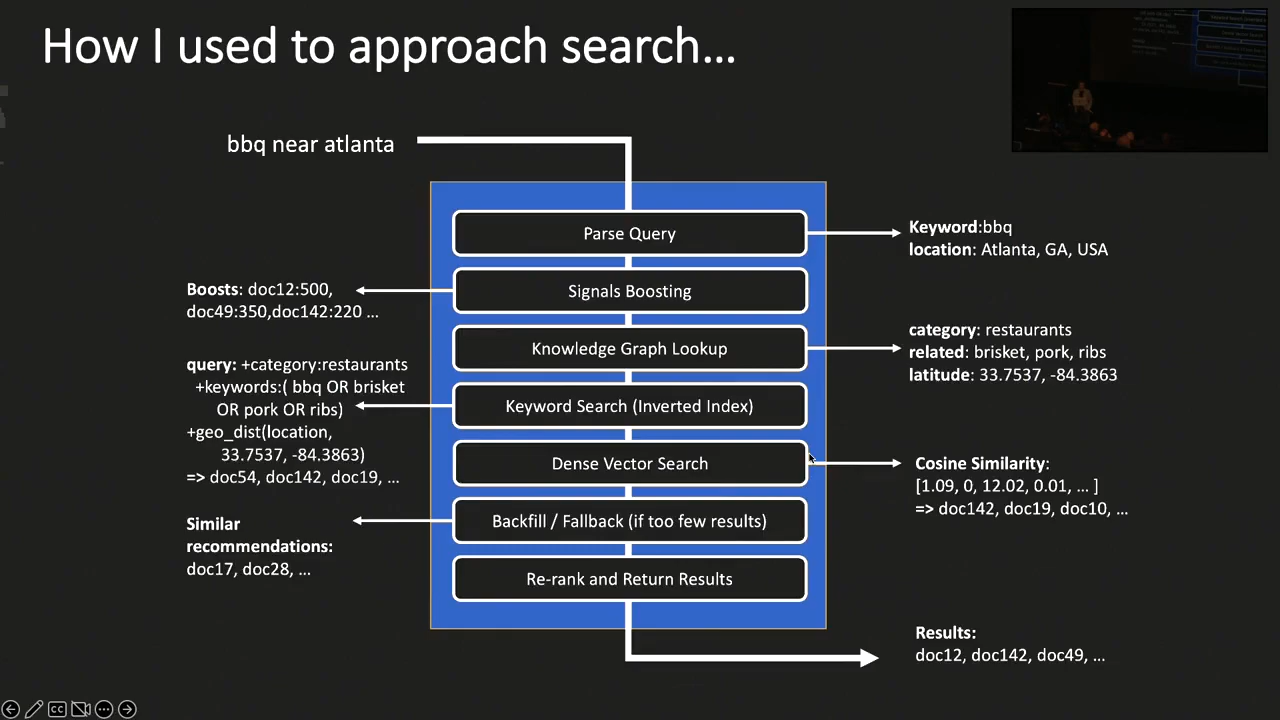 How I used to approach search...
bbq near atlanta
Parse Query
Keyword:bbq
location: Atlanta, GA, USA
Signals Boosting
Boosts: doc12:500,
doc49:350,doc142:220 ...
Knowledge Graph Lookup
category: restaurants
related: brisket, pork, ribs
latitude: 33.7537, -84.3863
Keyword Search (Inverted Index)
query: +category:restaurants
+keywords:( bbq OR brisket
OR pork OR ribs)
+geo_dist(location,
33.7537, -84.3863)
=> doc54, doc142, doc19, ...
Dense Vector Search
Cosine Similarity:
[1.09, 0, 12.02, 0.01, ... ]
=> doc142, doc19, doc10, ...
Backfill / Fallback (if too few results)
Similar
recommendations:
doc17, doc28, ...
Re-rank and Return Results
Results:
doc12, doc142, doc49, ...
CC